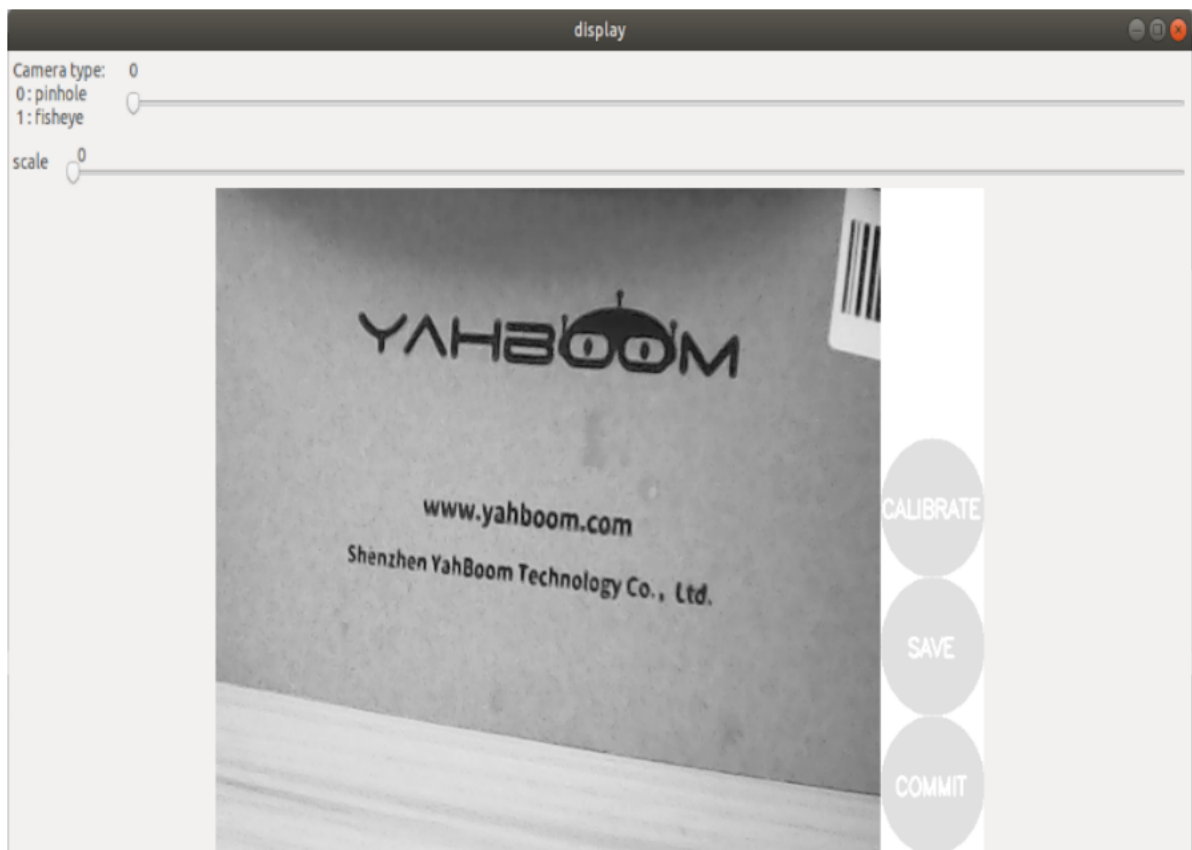 display
Camera type: 0
0 : pinhole
1 : fisheye
scale 0
YAHBOOM
www.yahboom.com
Shenzhen YahBoom Technology Co., Ltd.
CALIBRATE
SAVE
COMMIT